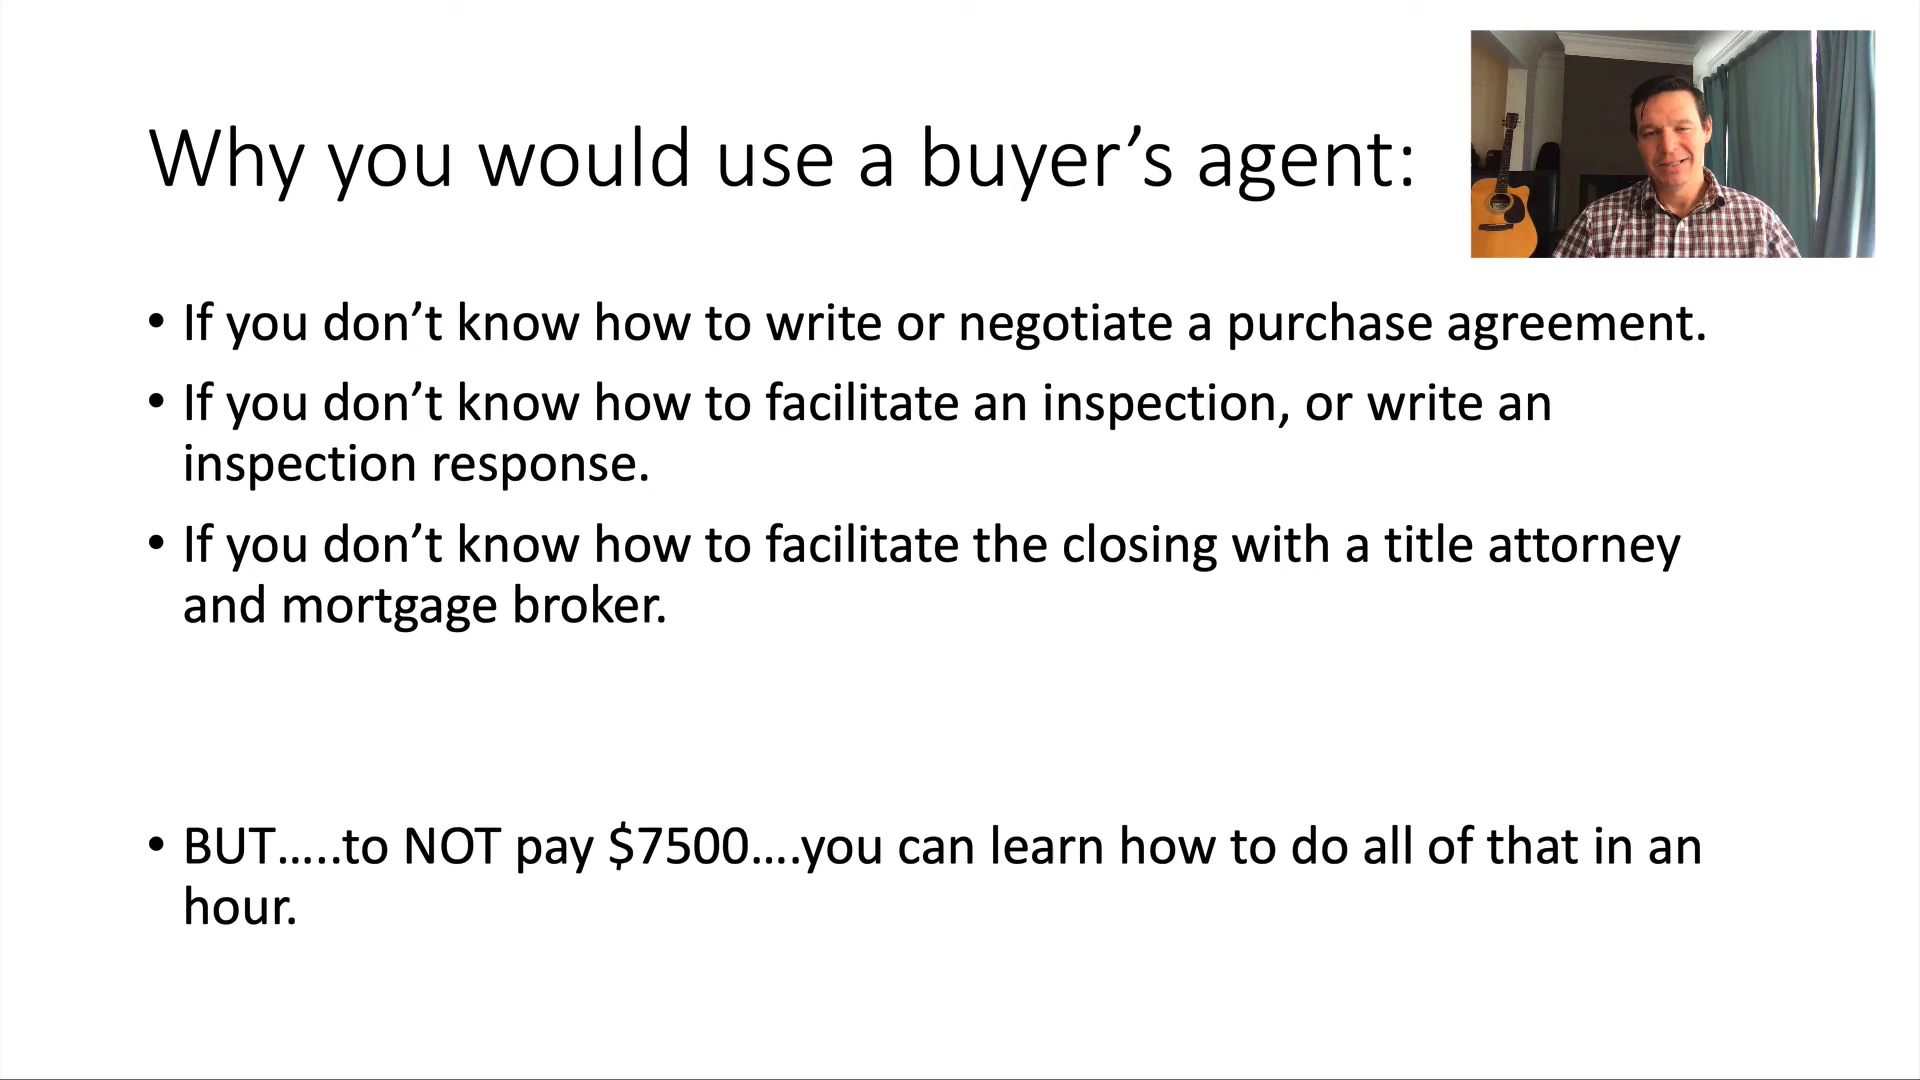 Why you would use a buyer’s agent:
• If you don’t know how to write or negotiate a purchase agreement.
• If you don’t know how to facilitate an inspection, or write an
inspection response.
• If you don’t know how to facilitate the closing with a title attorney
and mortgage broker.
• BUT…..to NOT pay $7500….you can learn how to do all of that in an
hour.